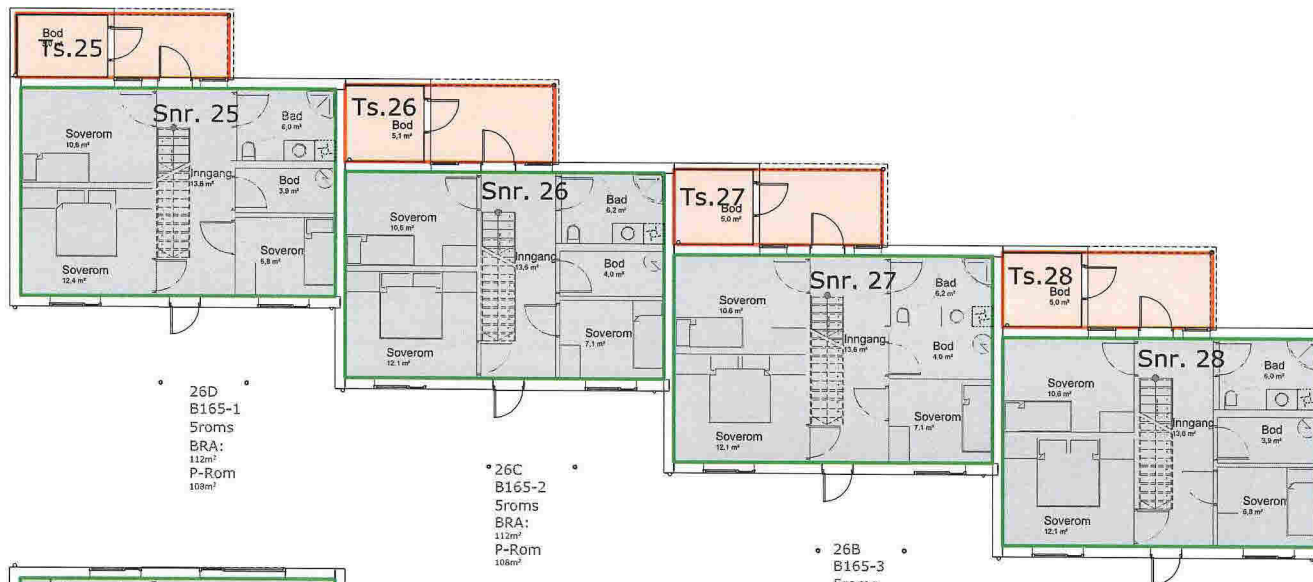 Bod
Ts.25
Snr. 25
Soverom
10,6 m²
Bad
6,0 m²
Inngang
13,6 m²
Bod
3,9 m²
Soverom
12,4 m²
Soverom
6,8 m²
26D
B165-1
5roms
BRA:
112m²
P-Rom
108m²
Ts.26
Bod
5,1 m²
Snr. 26
Soverom
10,6 m²
Bad
6,2 m²
Inngang
13,6 m²
Bod
4,0 m²
Soverom
12,1 m²
Soverom
7,1 m²
26C
B165-2
5roms
BRA:
112m²
P-Rom
108m²
Ts.27
Bod
5,0 m²
Snr. 27
Soverom
10,6 m²
Bad
6,2 m²
Inngang
13,6 m²
Bod
4,0 m²
Soverom
12,1 m²
Soverom
7,1 m²
26B
B165-3
Ts.28
Bod
5,0 m²
Snr. 28
Soverom
10,6 m²
Bad
6,0 m²
Inngang
13,6 m²
Bod
3,9 m²
Soverom
12,1 m²
Soverom
6,8 m²